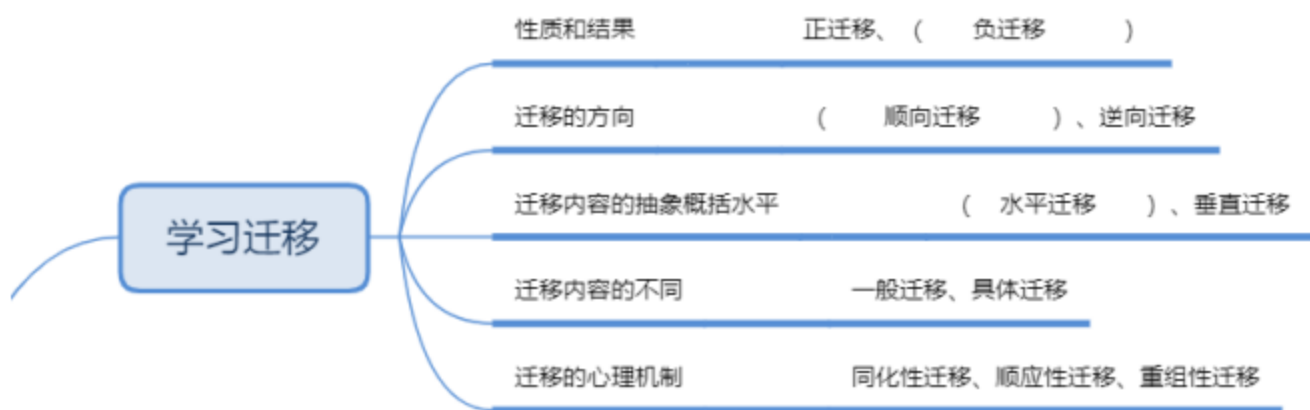 性质和结果 正迁移、（ 负迁移 ）
迁移的方向 （ 顺向迁移 ）、逆向迁移
迁移内容的抽象概括水平 （ 水平迁移 ）、垂直迁移
学习迁移
迁移内容的不同 一般迁移、具体迁移
迁移的心理机制 同化性迁移、顺应性迁移、重组性迁移